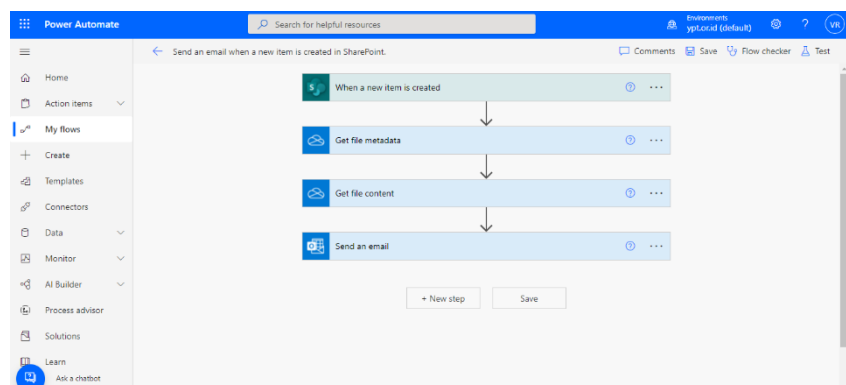 Power Automate
Search for helpful resources
Environments
ypt.or.id (default)
?
VR
Send an email when a new item is created in SharePoint.
Comments
Save
Flow checker
Test
Home
Action items
My flows
Create
Templates
Connectors
Data
Monitor
AI Builder
Process advisor
Solutions
Learn
Ask a chatbot
When a new item is created
Get file metadata
Get file content
Send an email
+ New step
Save